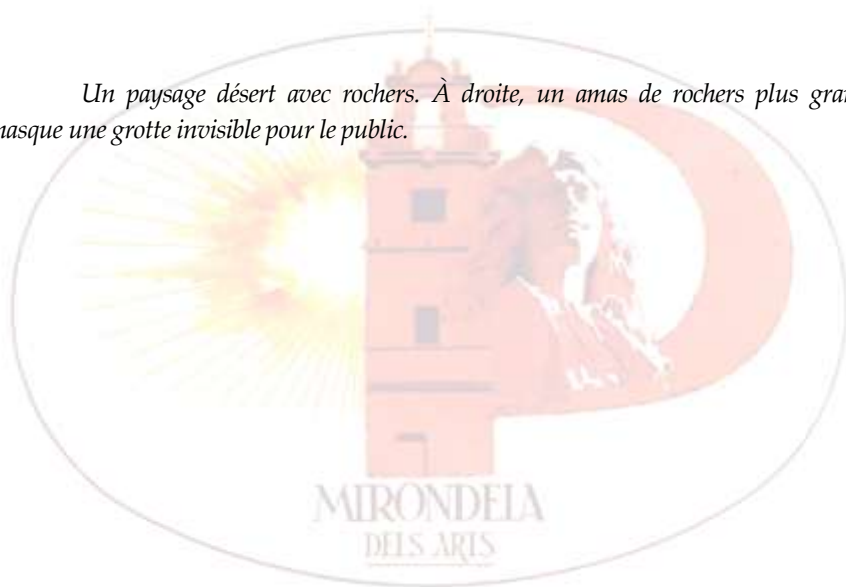 Un paysage désert avec rochers. À droite, un amas de rochers plus gran
masque une grotte invisible pour le public.
MIRONDELA
DELS ARTS